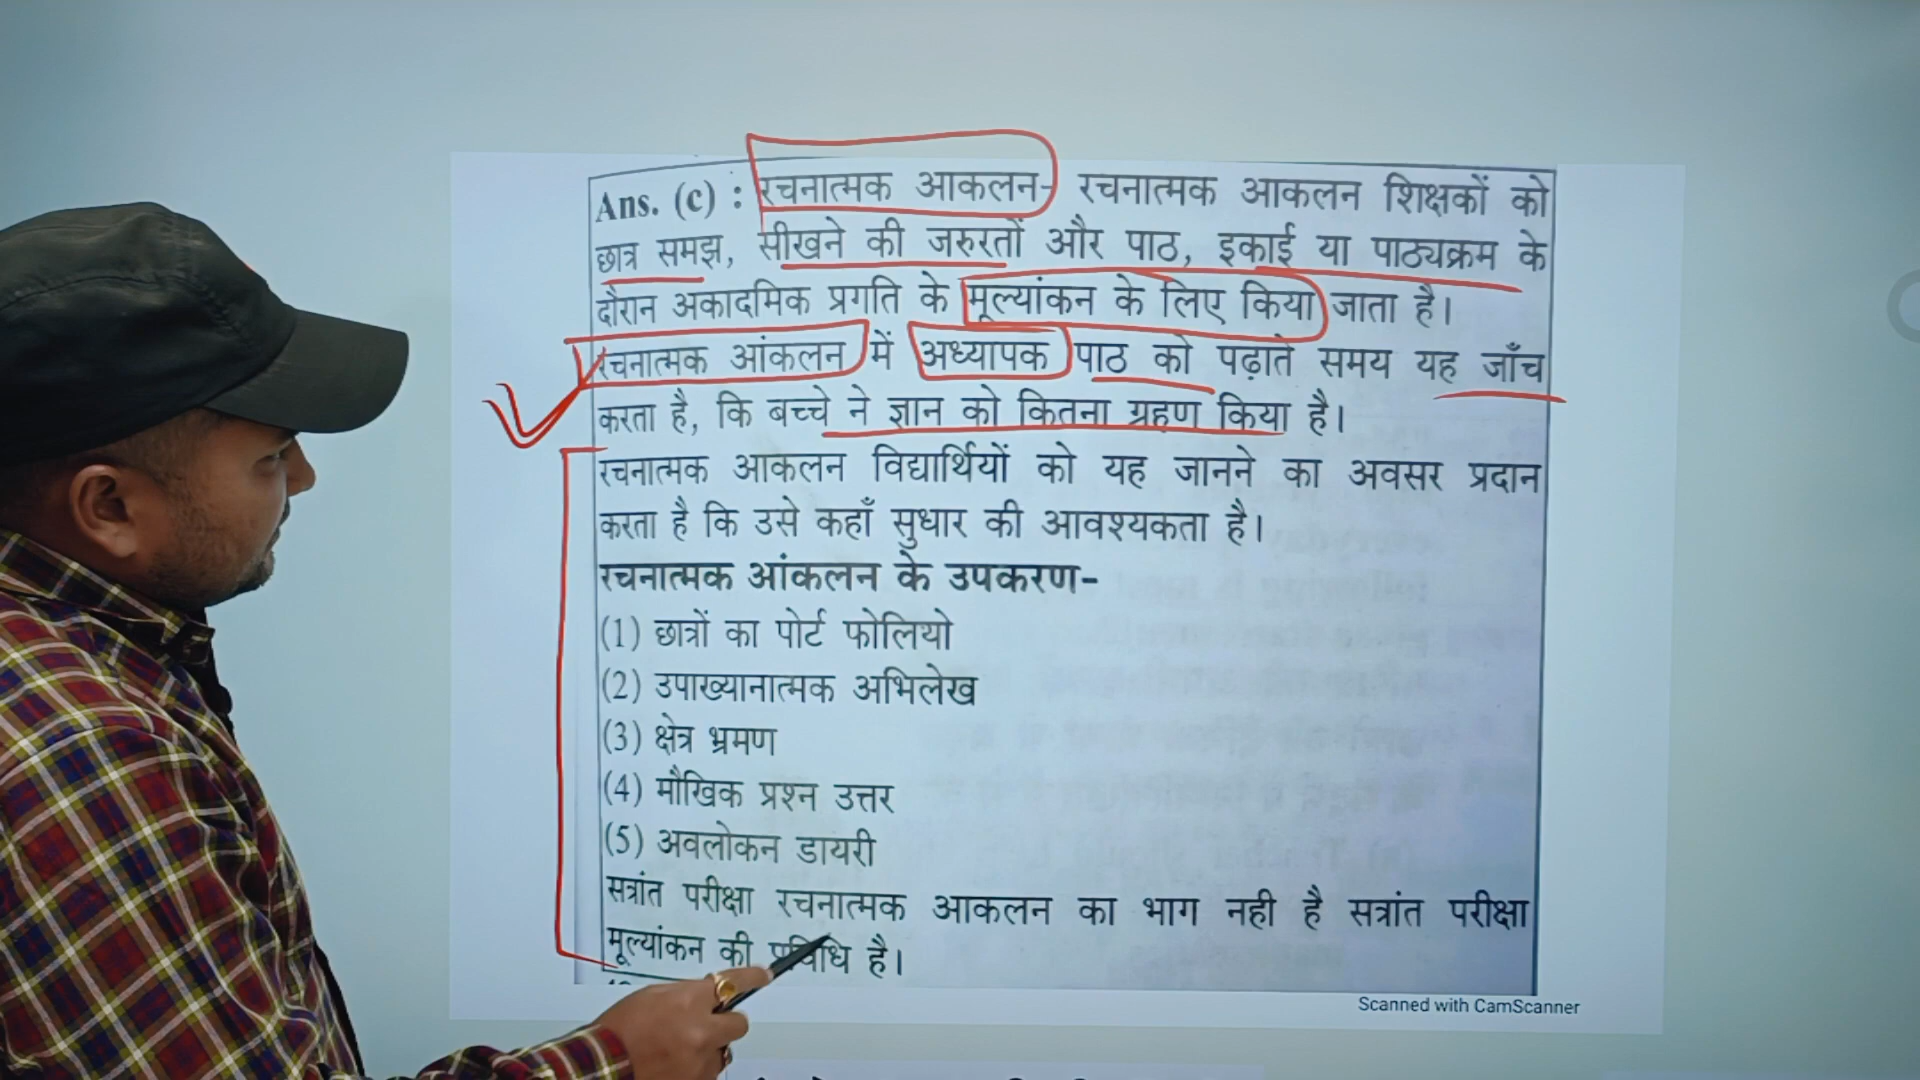 Ans. (c) : रचनात्मक आकलन- रचनात्मक आकलन शिक्षकों को
छात्र समझ, सीखने की जरुरतों और पाठ, इकाई या पाठ्यक्रम के
दौरान अकादमिक प्रगति के मूल्यांकन के लिए किया जाता है।
रचनात्मक आंकलन में अध्यापक पाठ को पढ़ाते समय यह जाँच
करता है, कि बच्चे ने ज्ञान को कितना ग्रहण किया है।
रचनात्मक आकलन विद्यार्थियों को यह जानने का अवसर प्रदान
करता है कि उसे कहाँ सुधार की आवश्यकता है।
रचनात्मक आंकलन के उपकरण-
(1) छात्रों का पोर्ट फोलियो
(2) उपाख्यानात्मक अभिलेख
(3) क्षेत्र भ्रमण
(4) मौखिक प्रश्न उत्तर
(5) अवलोकन डायरी
सत्रांत परीक्षा रचनात्मक आकलन का भाग नही है सत्रांत परीक्षा
मूल्यांकन की प्रविधि है।
Scanned with CamScanner